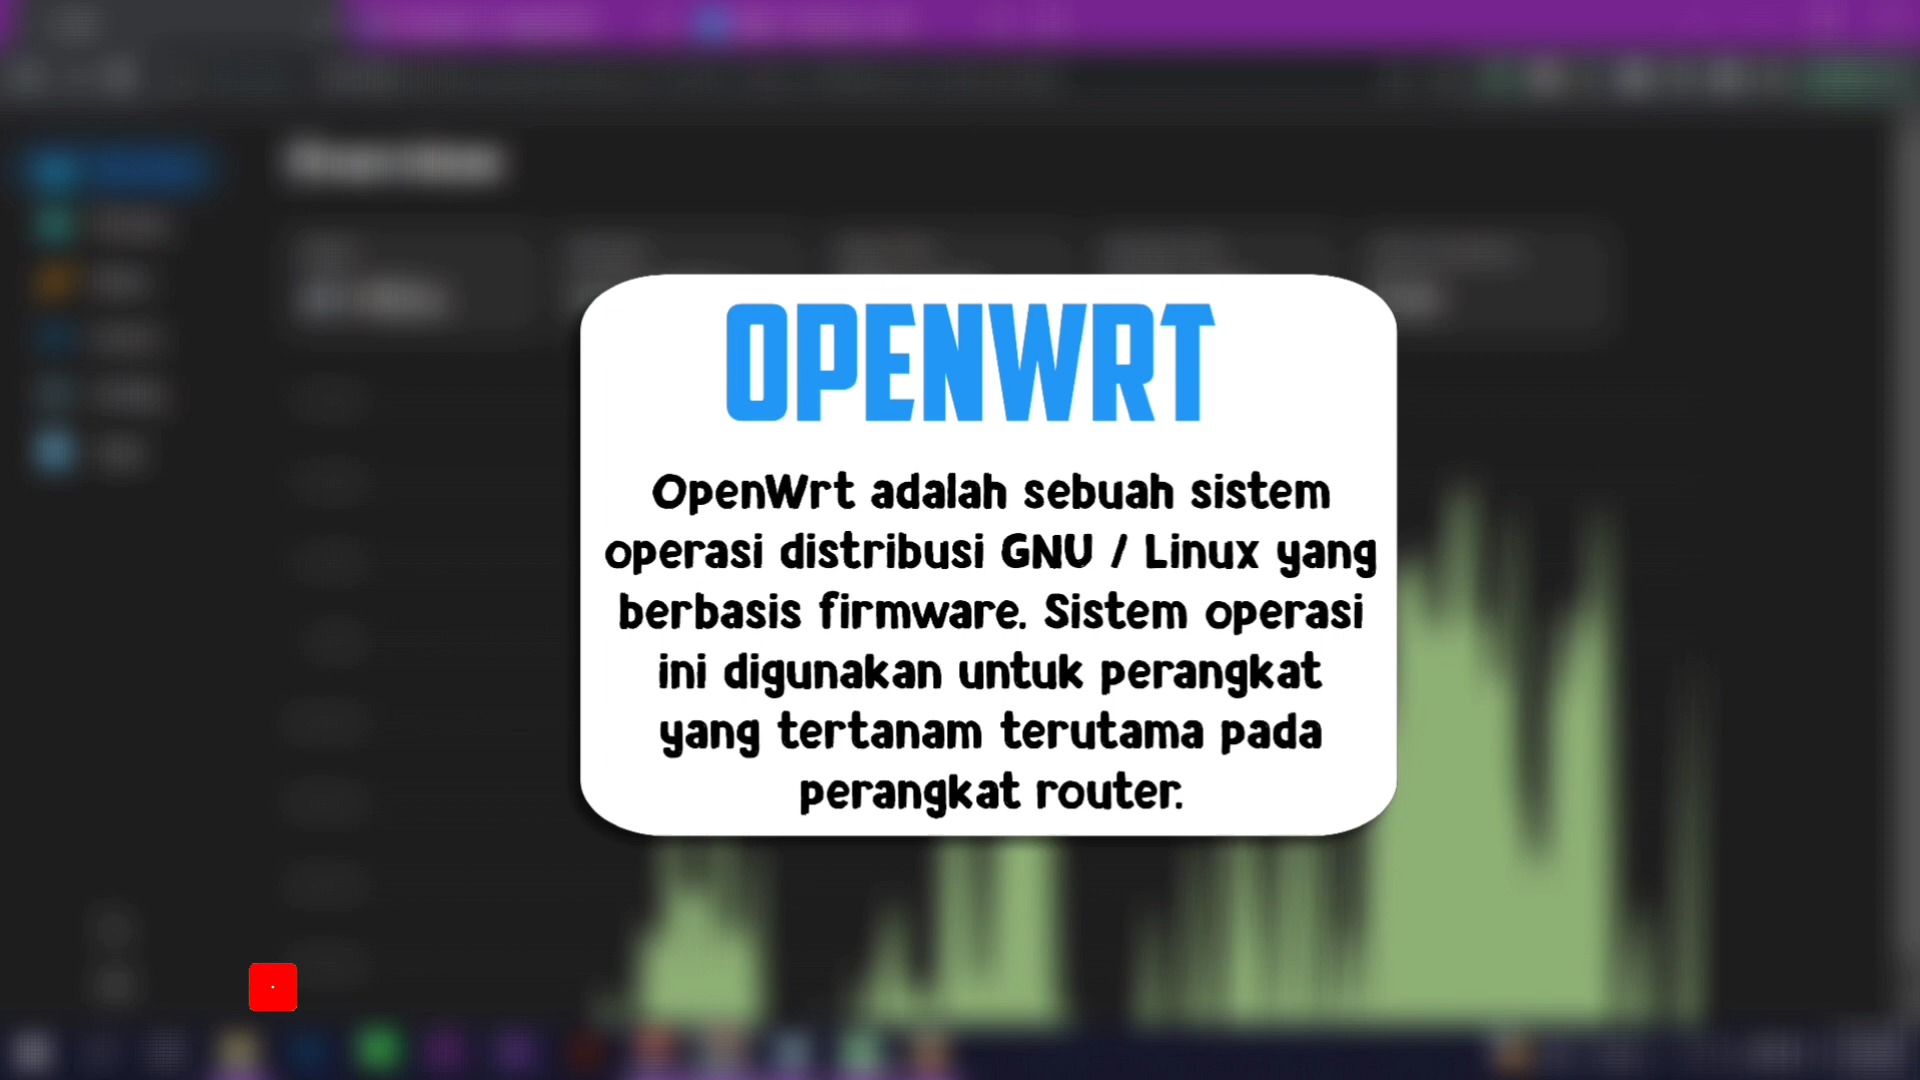 OPENWRT
OpenWrt adalah sebuah sistem
operasi distribusi GNU / Linux yang
berbasis firmware. Sistem operasi
ini digunakan untuk perangkat
yang tertanam terutama pada
perangkat router.